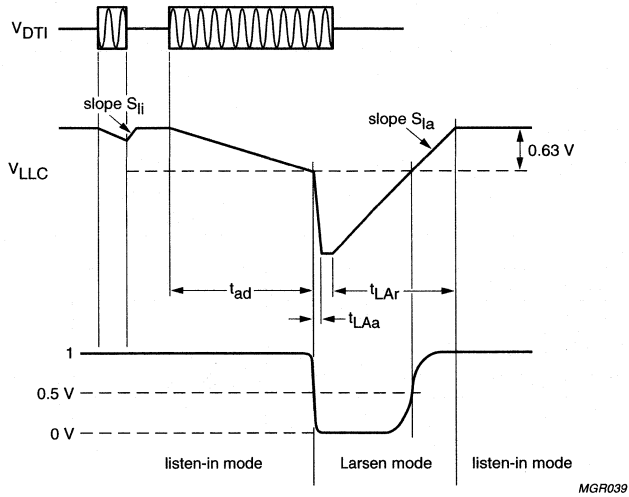 VDTI
slope Sli
slope Sla
0.63 V
VLLC
tad
tLAr
tLAa
1
0.5 V
0 V
listen-in mode
Larsen mode
listen-in mode
MGR039